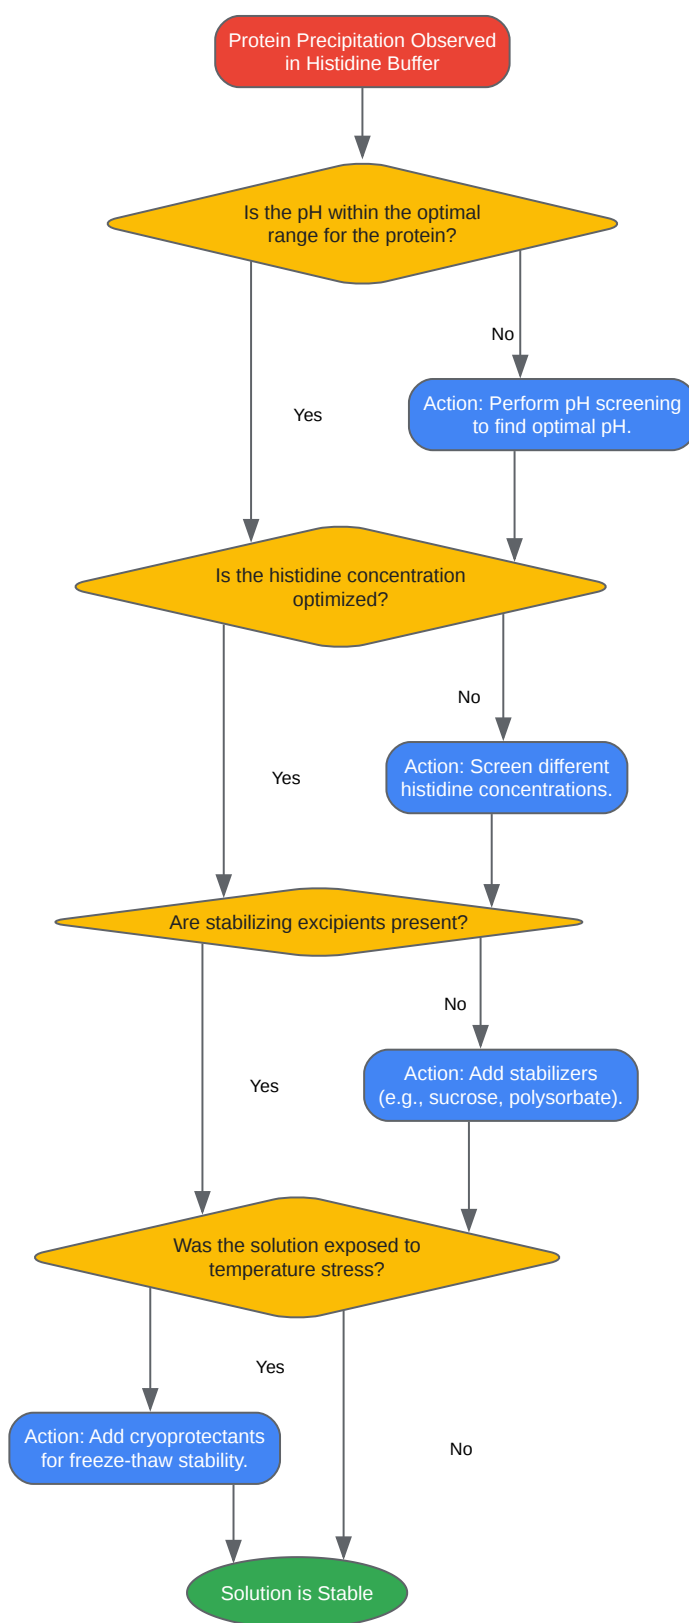 Protein Precipitation Observed
in Histidine Buffer
Is the pH within the optimal
range for the protein?
No
Yes
Action: Perform pH screening
to find optimal pH.
Is the histidine concentration
optimized?
No
Yes
Action: Screen different
histidine concentrations.
Are stabilizing excipients present?
No
Yes
Action: Add stabilizers
(e.g., sucrose, polysorbate).
Was the solution exposed to
temperature stress?
Yes
No
Action: Add cryoprotectants
for freeze-thaw stability.
Solution is Stable